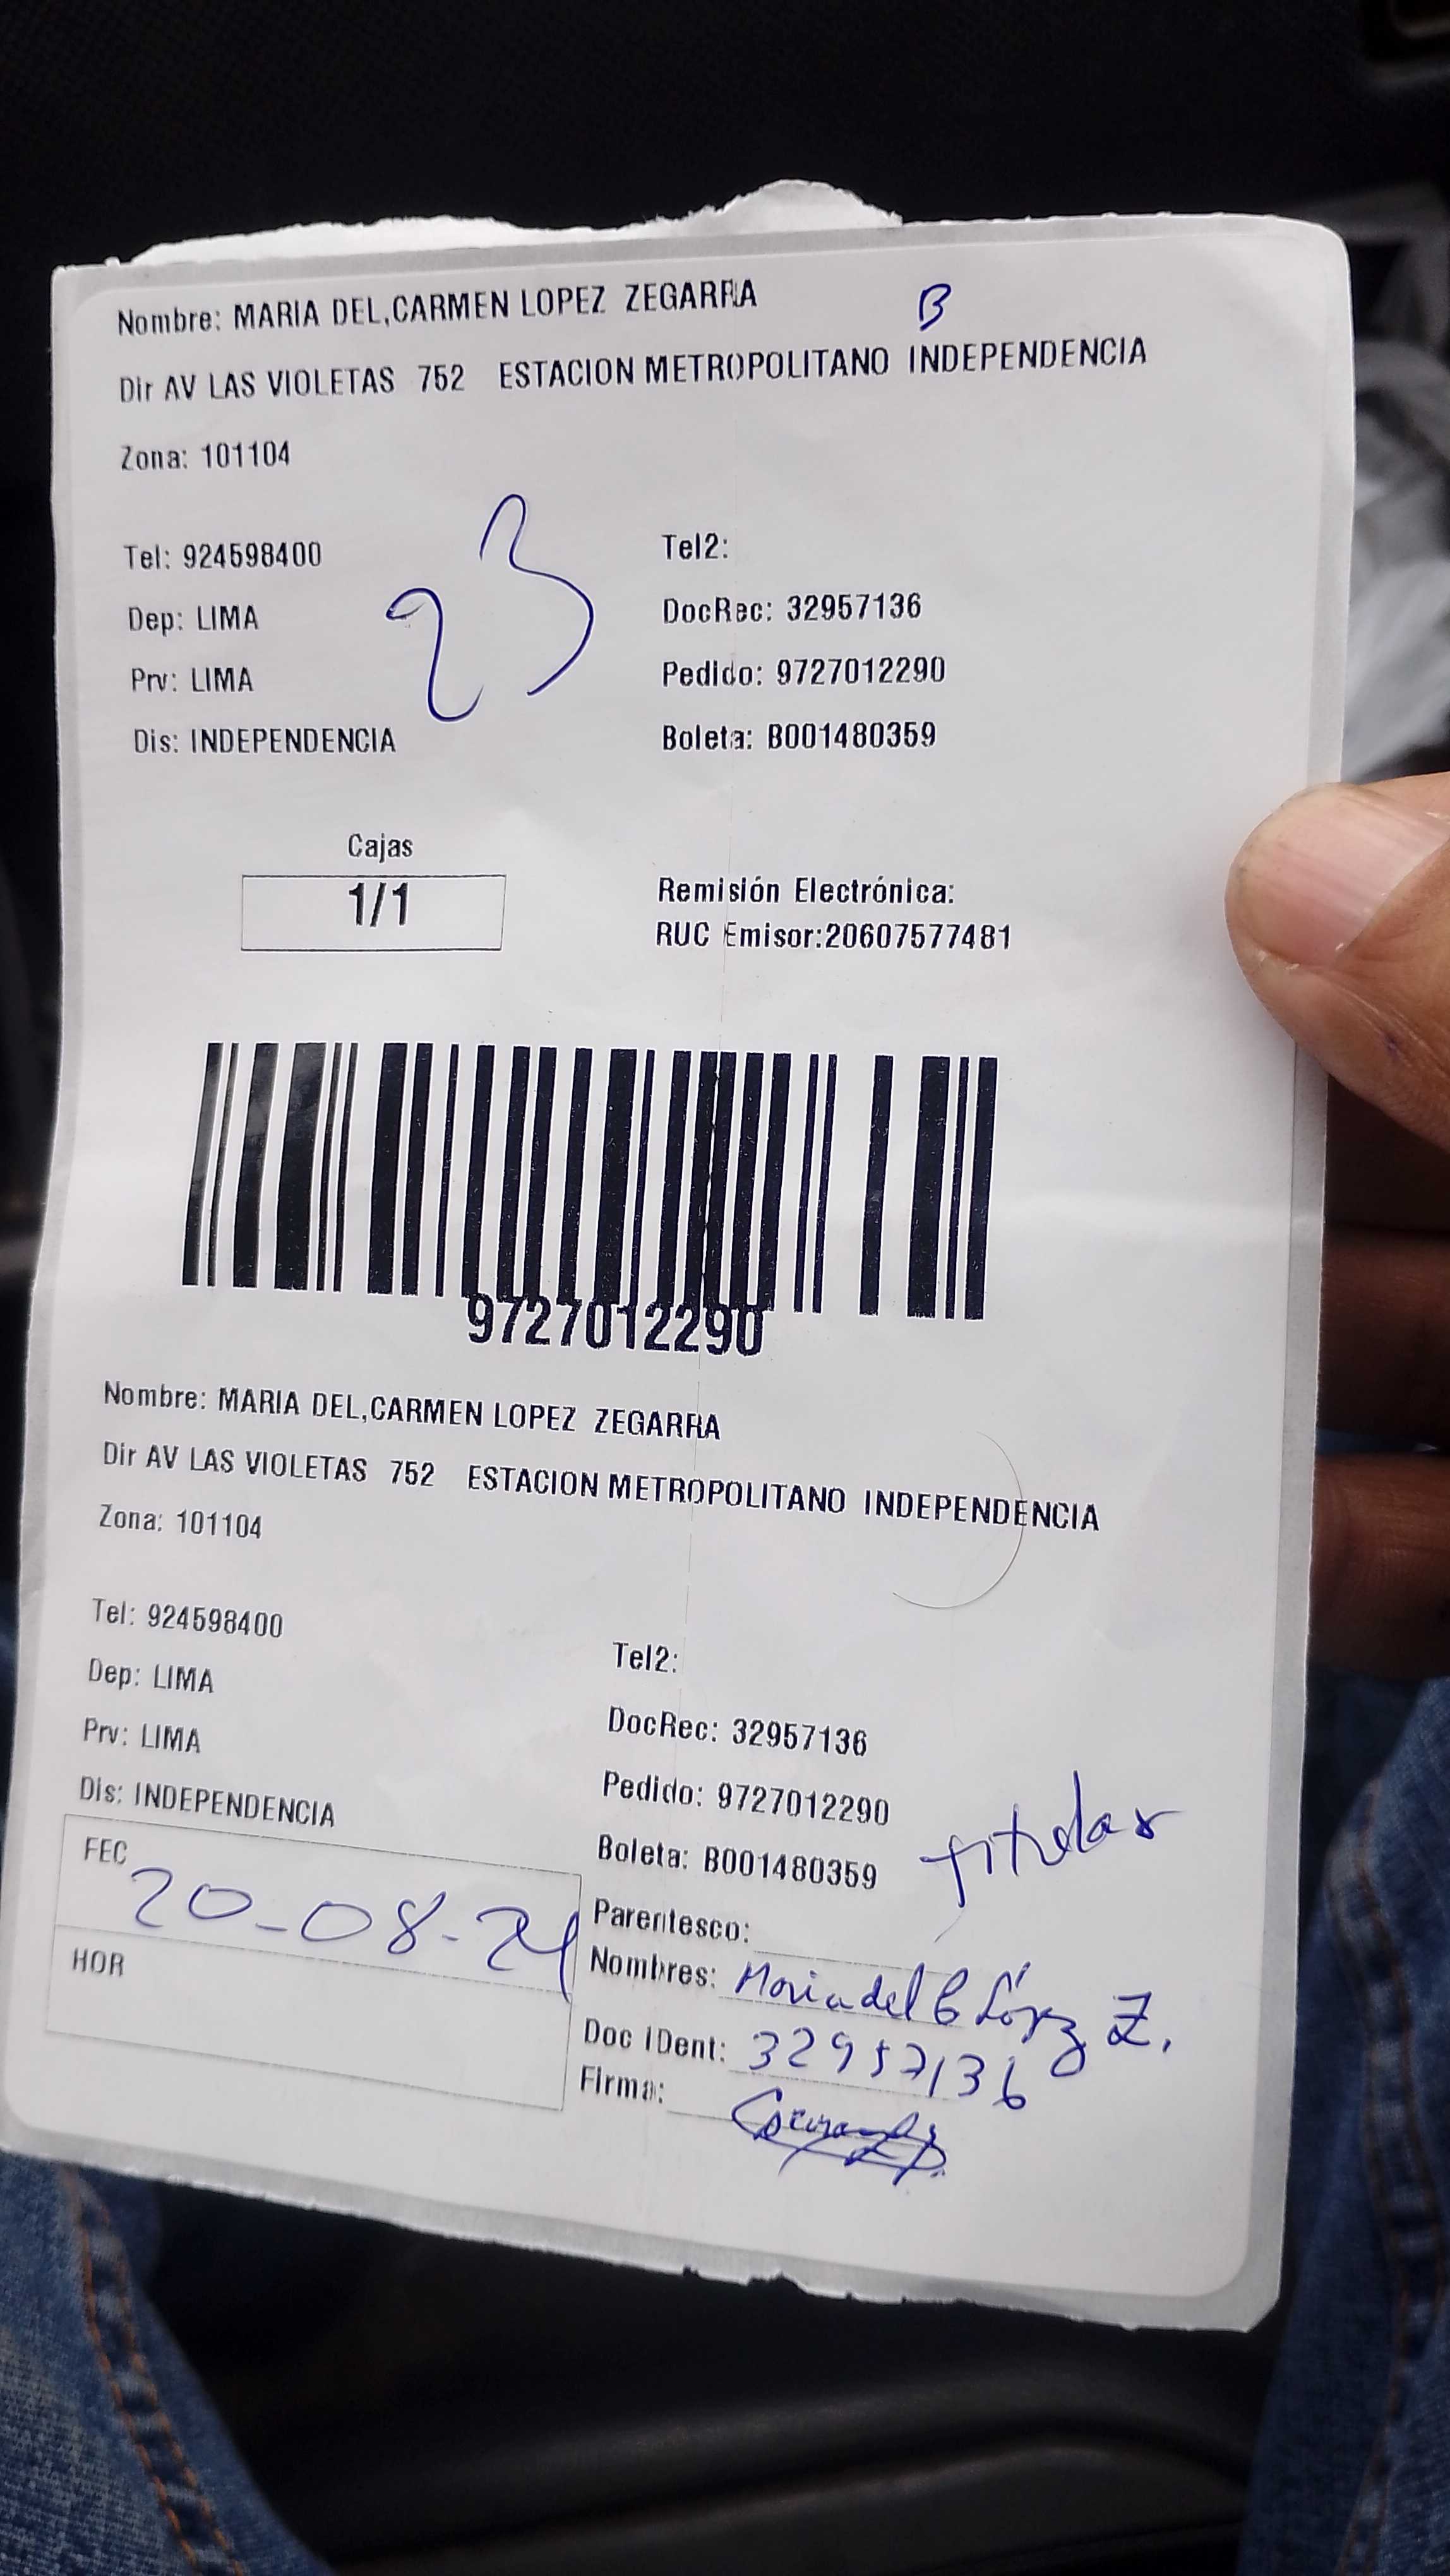 Nombre: MARIA DEL,CARMEN LOPEZ ZEGARRA
B
Dir AV LAS VIOLETAS 752 ESTACION METROPOLITANO INDEPENDENCIA
Zona: 101104
23
Tel: 924598400
Tel2:
Dep: LIMA
DocRec: 32957136
Prv: LIMA
Pedido: 9727012290
Dis: INDEPENDENCIA
Boleta: B001480359
Cajas
1/1
Remisión Electrónica:
RUC Emisor:20607577481
9727012290
Nombre: MARIA DEL,CARMEN LOPEZ ZEGARRA
Dir AV LAS VIOLETAS 752 ESTACION METROPOLITANO INDEPENDENCIA
Zona: 101104
Tel: 924598400
Tel2:
Dep: LIMA
DocRec: 32957136
Prv: LIMA
Pedido: 9727012290
Dis: INDEPENDENCIA
Boleta: B001480359
titular
FEC
20-08-24
Parentesco:
HOR
Nombres: Maria del C López Z.
Doc IDent: 32957136
Firma: